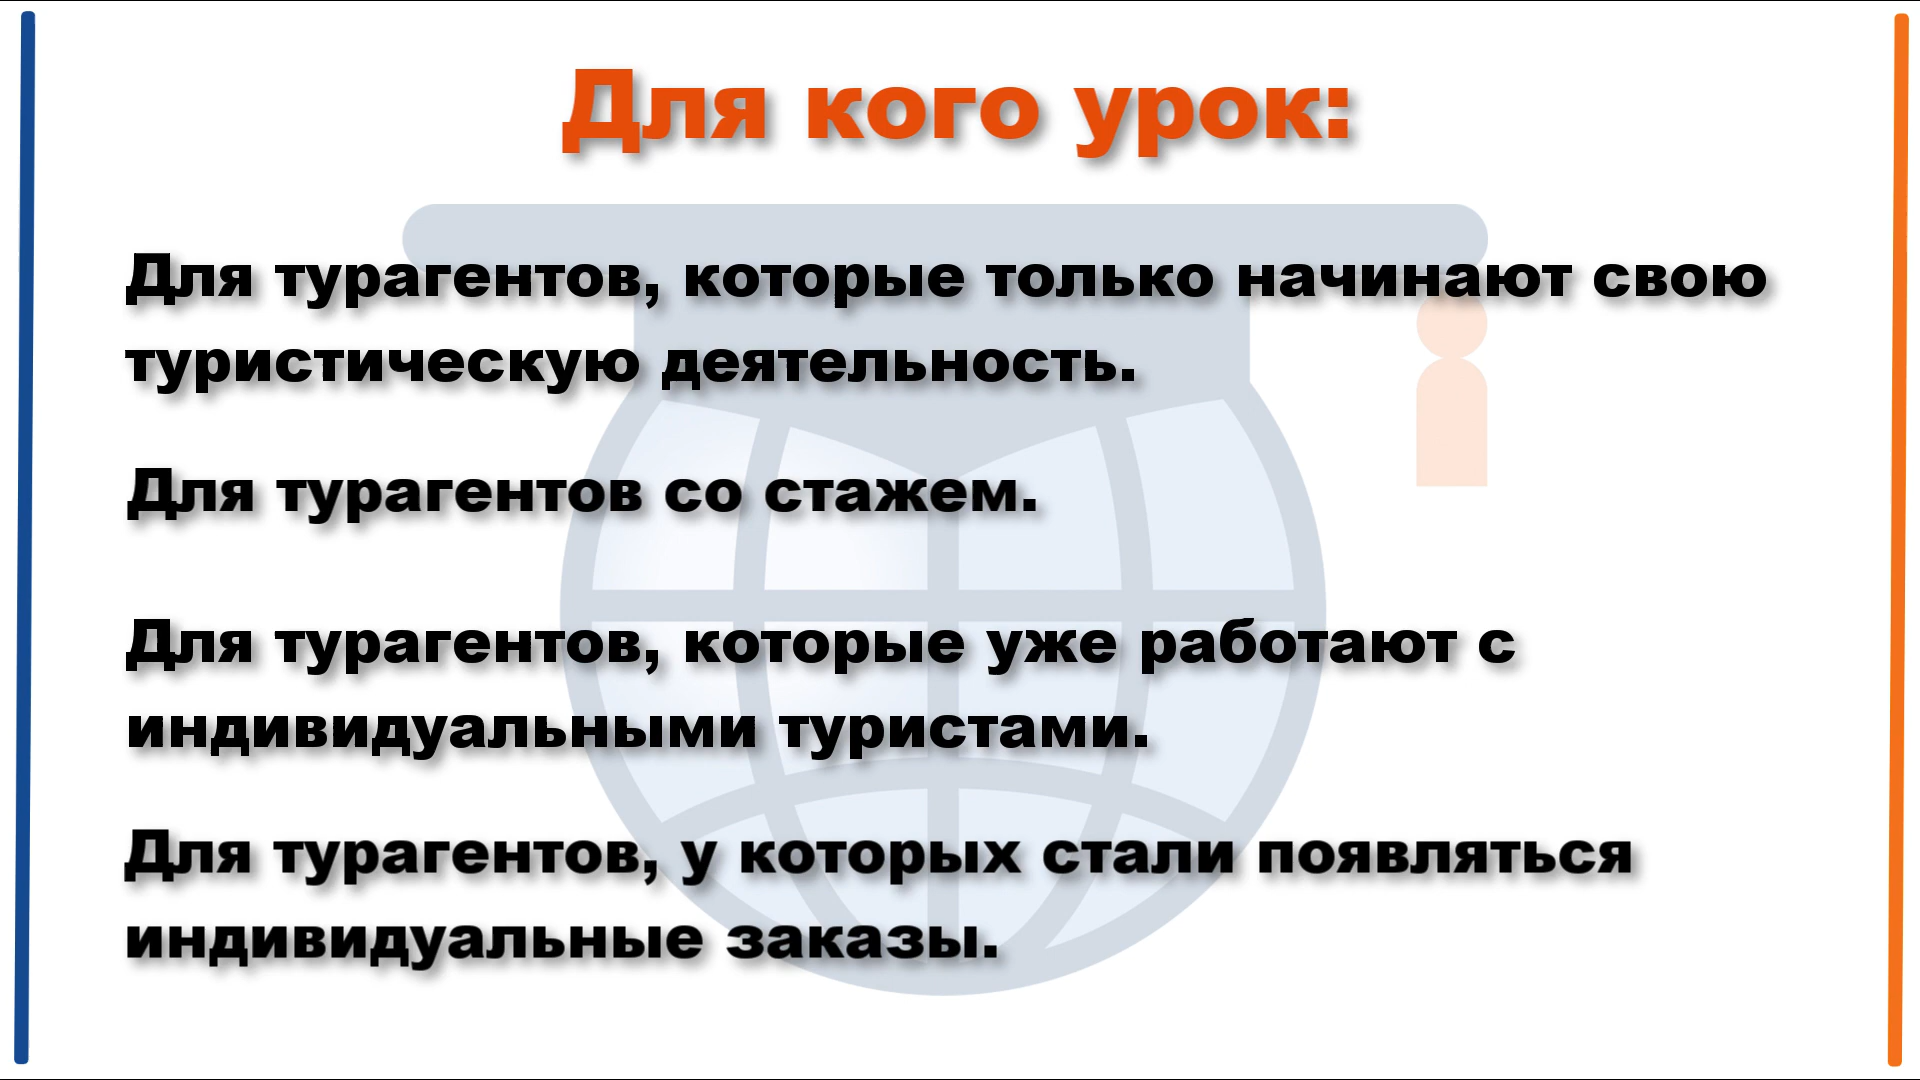 Для кого урок:
Для турагентов, которые только начинают свою
туристическую деятельность.
Для турагентов со стажем.
Для турагентов, которые уже работают с
индивидуальными туристами.
Для турагентов, у которых стали появляться
индивидуальные заказы.